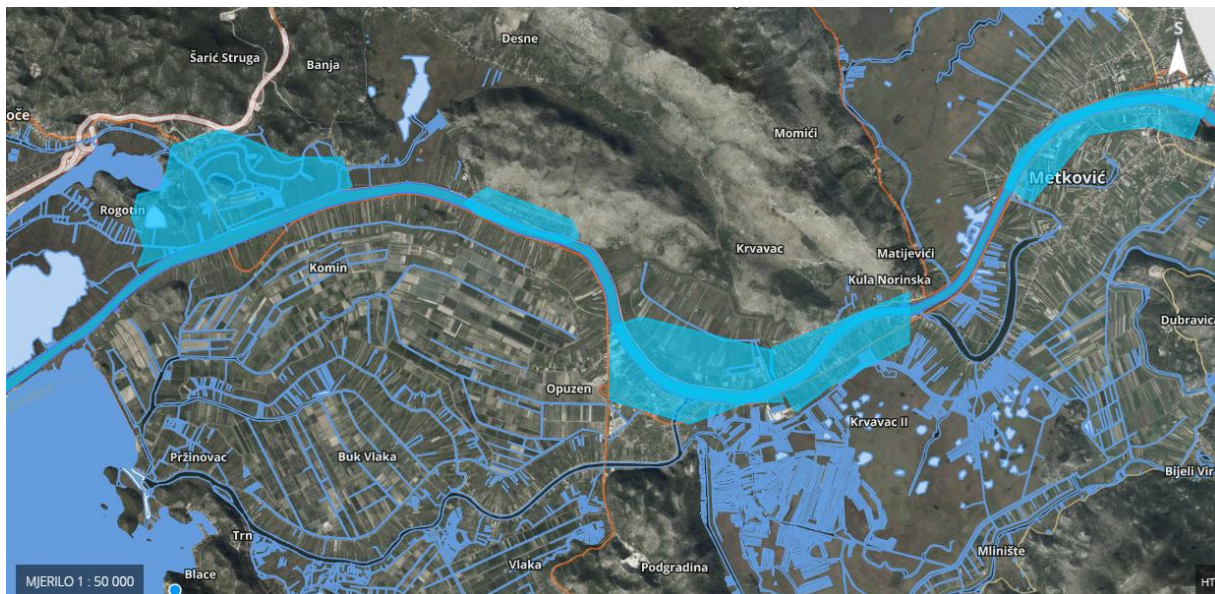 Desne
S
Šarić Struga
Banja
oče
Momići
Metković
Rogotin
Krvavac
Matijevići
Kula Norinska
Komin
Dubravica
Opuzen
Krvavac II
Pržinovac
Buk Vlaka
Bijeli Vir
Trn
Mlinište
Vlaka
Podgradina
Blace
MJERILO 1 : 50 000
HT